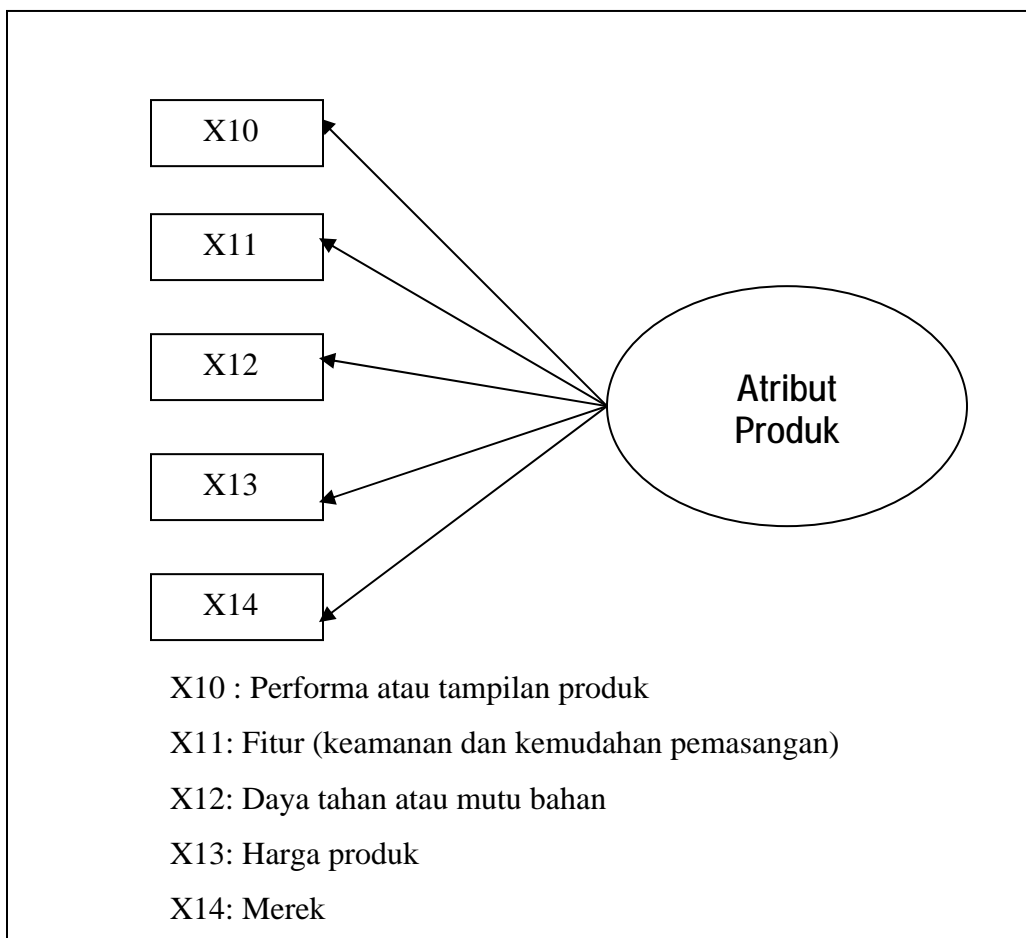 X10
X11
X12
X13
X14
Atribut
Produk
X10 : Performa atau tampilan produk
X11: Fitur (keamanan dan kemudahan pemasangan)
X12: Daya tahan atau mutu bahan
X13: Harga produk
X14: Merek